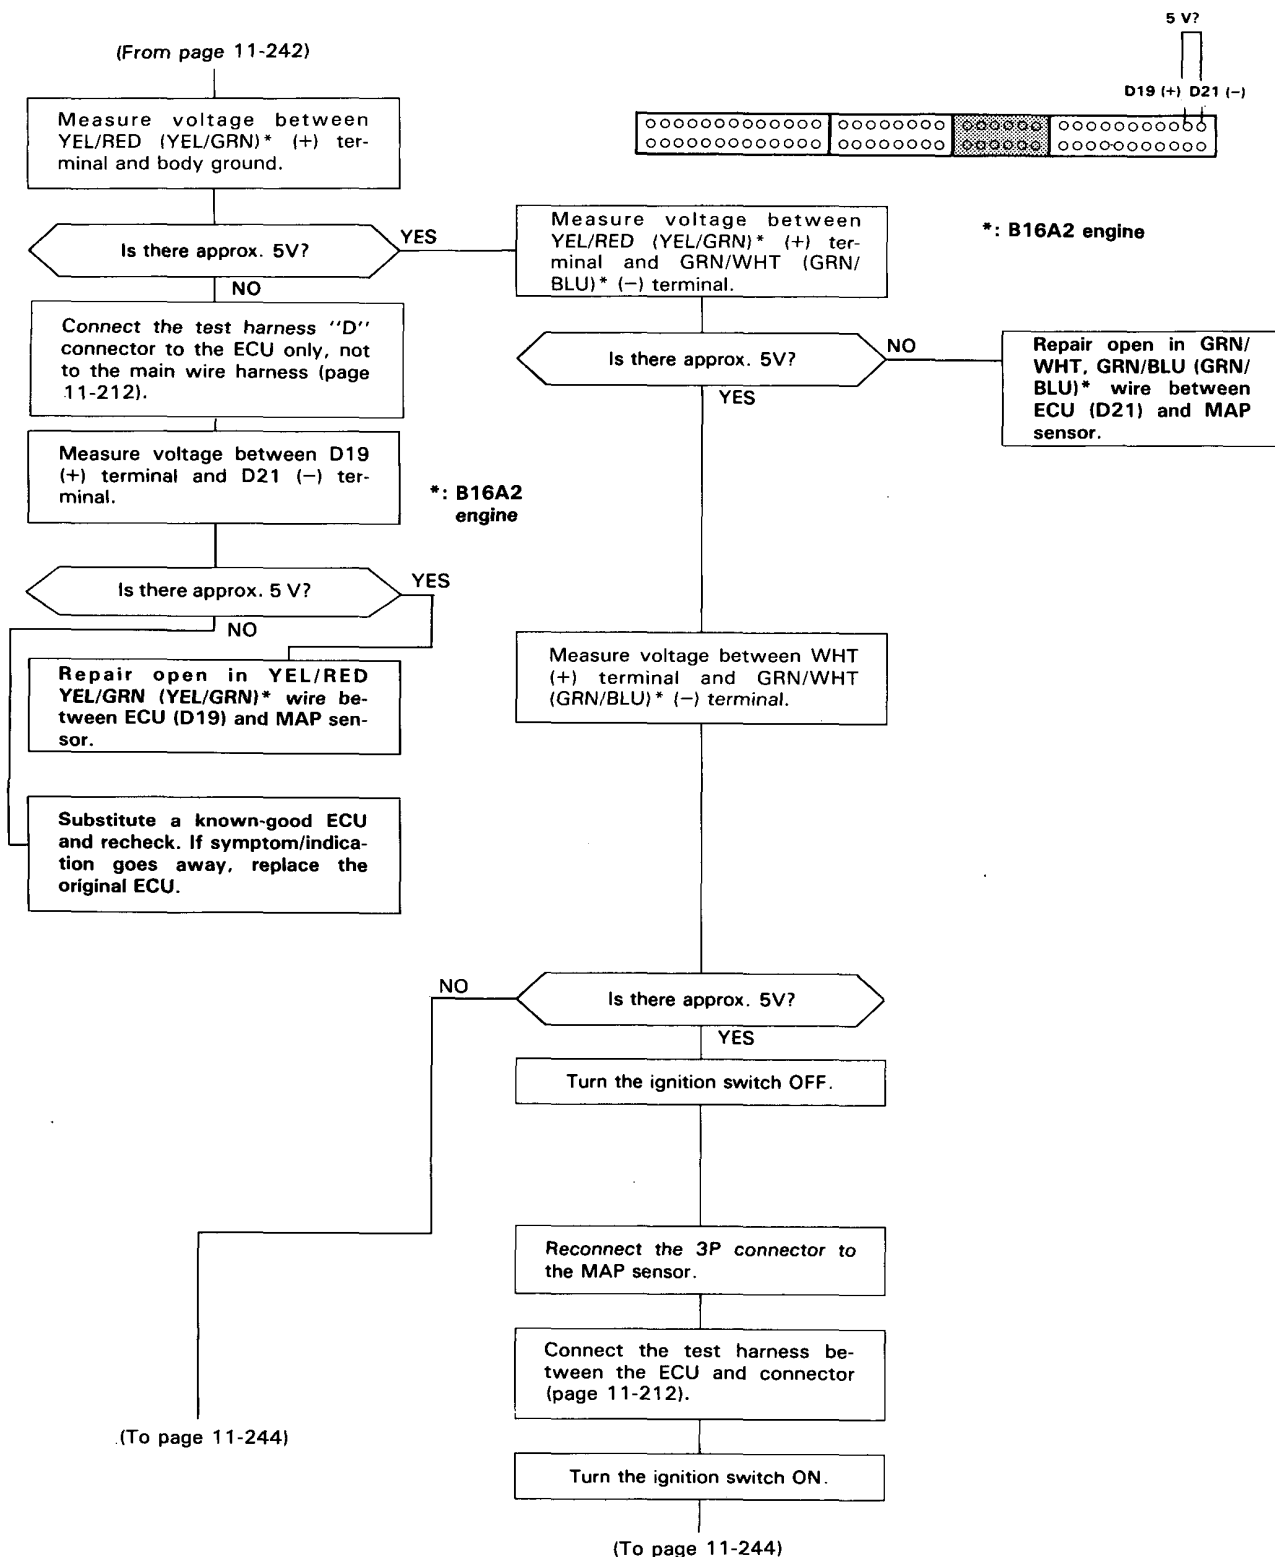 (From page 11-242)
Measure voltage between
YEL/RED (YEL/GRN)* (+) ter-
minal and body ground.
Is there approx. 5V?
YES
NO
Connect the test harness "D"
connector to the ECU only, not
to the main wire harness (page
11-212).
Measure voltage between D19
(+) terminal and D21 (−) ter-
minal.
*: B16A2
engine
Is there approx. 5 V?
YES
NO
Repair open in YEL/RED
YEL/GRN (YEL/GRN)* wire be-
tween ECU (D19) and MAP sen-
sor.
Substitute a known-good ECU
and recheck. If symptom/indica-
tion goes away, replace the
original ECU.
5 V?
D19 (+) D21 (−)
*: B16A2 engine
Measure voltage between
YEL/RED (YEL/GRN)* (+) ter-
minal and GRN/WHT (GRN/
BLU)* (−) terminal.
Is there approx. 5V?
NO
YES
Repair open in GRN/
WHT, GRN/BLU (GRN/
BLU)* wire between
ECU (D21) and MAP
sensor.
Measure voltage between WHT
(+) terminal and GRN/WHT
(GRN/BLU)* (−) terminal.
NO
Is there approx. 5V?
YES
Turn the ignition switch OFF.
Reconnect the 3P connector to
the MAP sensor.
Connect the test harness be-
tween the ECU and connector
(page 11-212).
Turn the ignition switch ON.
(To page 11-244)
(To page 11-244)